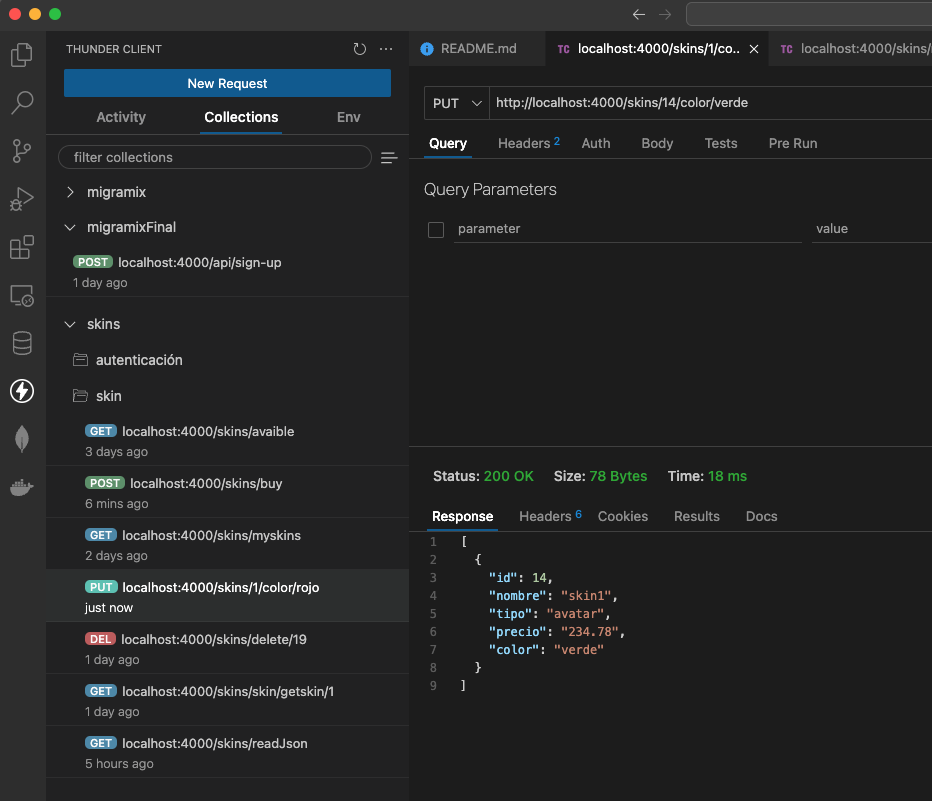 THUNDER CLIENT
New Request
Activity Collections Env
filter collections
migramix
migramixFinal
POST localhost:4000/api/sign-up
1 day ago
skins
autenticación
skin
GET localhost:4000/skins/avaible
3 days ago
POST localhost:4000/skins/buy
6 mins ago
GET localhost:4000/skins/myskins
2 days ago
PUT localhost:4000/skins/1/color/rojo
just now
DEL localhost:4000/skins/delete/19
1 day ago
GET localhost:4000/skins/skin/getskin/1
1 day ago
GET localhost:4000/skins/readJson
5 hours ago
README.md TC localhost:4000/skins/1/co.. TC localhost:4000/skins/
PUT http://localhost:4000/skins/14/color/verde
Query Headers 2 Auth Body Tests Pre Run
Query Parameters
parameter value
Status: 200 OK Size: 78 Bytes Time: 18 ms
Response Headers 6 Cookies Results Docs
1 [
2 {
3 "id": 14,
4 "nombre": "skin1",
5 "tipo": "avatar",
6 "precio": "234.78",
7 "color": "verde"
8 }
9 ]